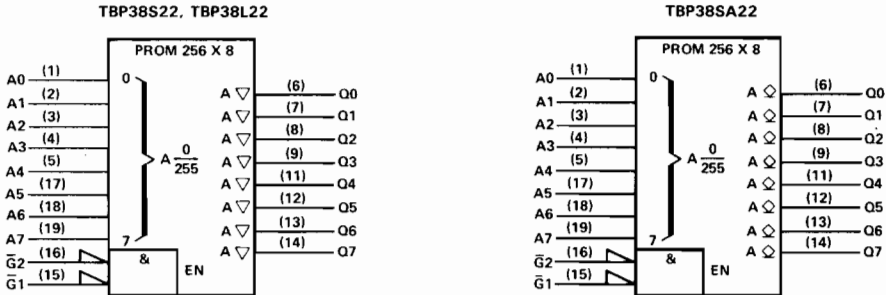 TBP38S22, TBP38L22
PROM 256 X 8
A0 (1) 0 A ▽ (6) Q0
A1 (2) A ▽ (7) Q1
A2 (3) A ▽ (8) Q2
A3 (4) A 0/255 A ▽ (9) Q3
A4 (5) A ▽ (11) Q4
A5 (17) A ▽ (12) Q5
A6 (18) A ▽ (13) Q6
A7 (19) 7 A ▽ (14) Q7
G̅2 (16) &
G̅1 (15) EN
TBP38SA22
PROM 256 X 8
A0 (1) 0 A ◇ (6) Q0
A1 (2) A ◇ (7) Q1
A2 (3) A ◇ (8) Q2
A3 (4) A 0/255 A ◇ (9) Q3
A4 (5) A ◇ (11) Q4
A5 (17) A ◇ (12) Q5
A6 (18) A ◇ (13) Q6
A7 (19) 7 A ◇ (14) Q7
G̅2 (16) &
G̅1 (15) EN